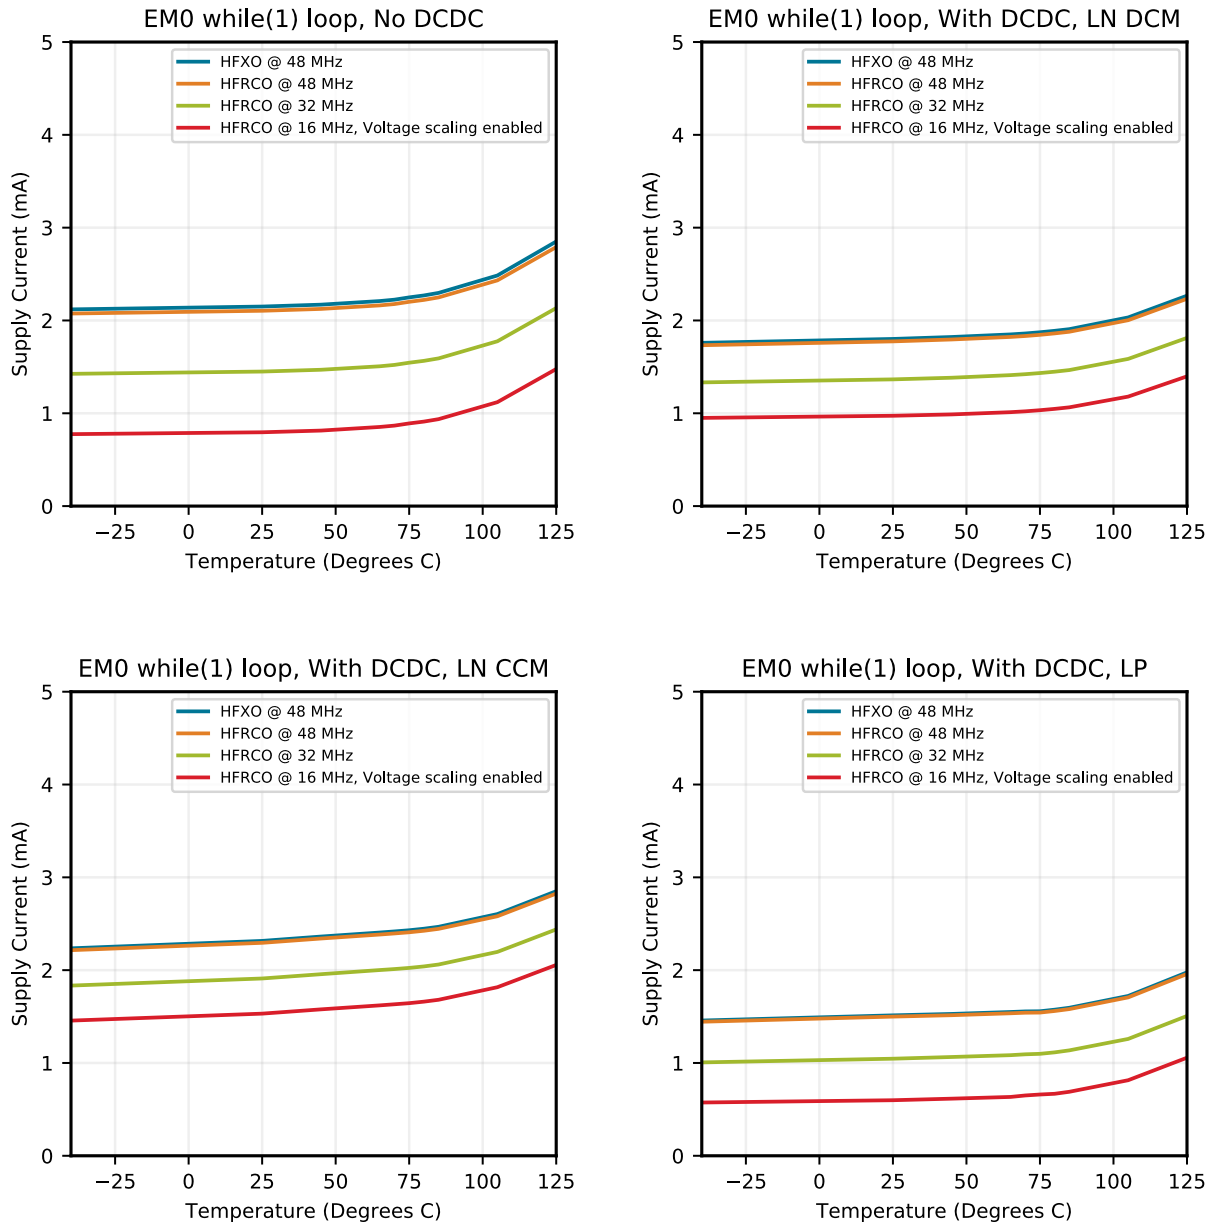 EM0 while(1) loop, No DCDC
HFXO @ 48 MHz
HFRCO @ 48 MHz
HFRCO @ 32 MHz
HFRCO @ 16 MHz, Voltage scaling enabled
Supply Current (mA)
5
4
3
2
1
0
−25 0 25 50 75 100 125
Temperature (Degrees C)
EM0 while(1) loop, With DCDC, LN DCM
HFXO @ 48 MHz
HFRCO @ 48 MHz
HFRCO @ 32 MHz
HFRCO @ 16 MHz, Voltage scaling enabled
Supply Current (mA)
5
4
3
2
1
0
−25 0 25 50 75 100 125
Temperature (Degrees C)
EM0 while(1) loop, With DCDC, LN CCM
HFXO @ 48 MHz
HFRCO @ 48 MHz
HFRCO @ 32 MHz
HFRCO @ 16 MHz, Voltage scaling enabled
Supply Current (mA)
5
4
3
2
1
0
−25 0 25 50 75 100 125
Temperature (Degrees C)
EM0 while(1) loop, With DCDC, LP
HFXO @ 48 MHz
HFRCO @ 48 MHz
HFRCO @ 32 MHz
HFRCO @ 16 MHz, Voltage scaling enabled
Supply Current (mA)
5
4
3
2
1
0
−25 0 25 50 75 100 125
Temperature (Degrees C)